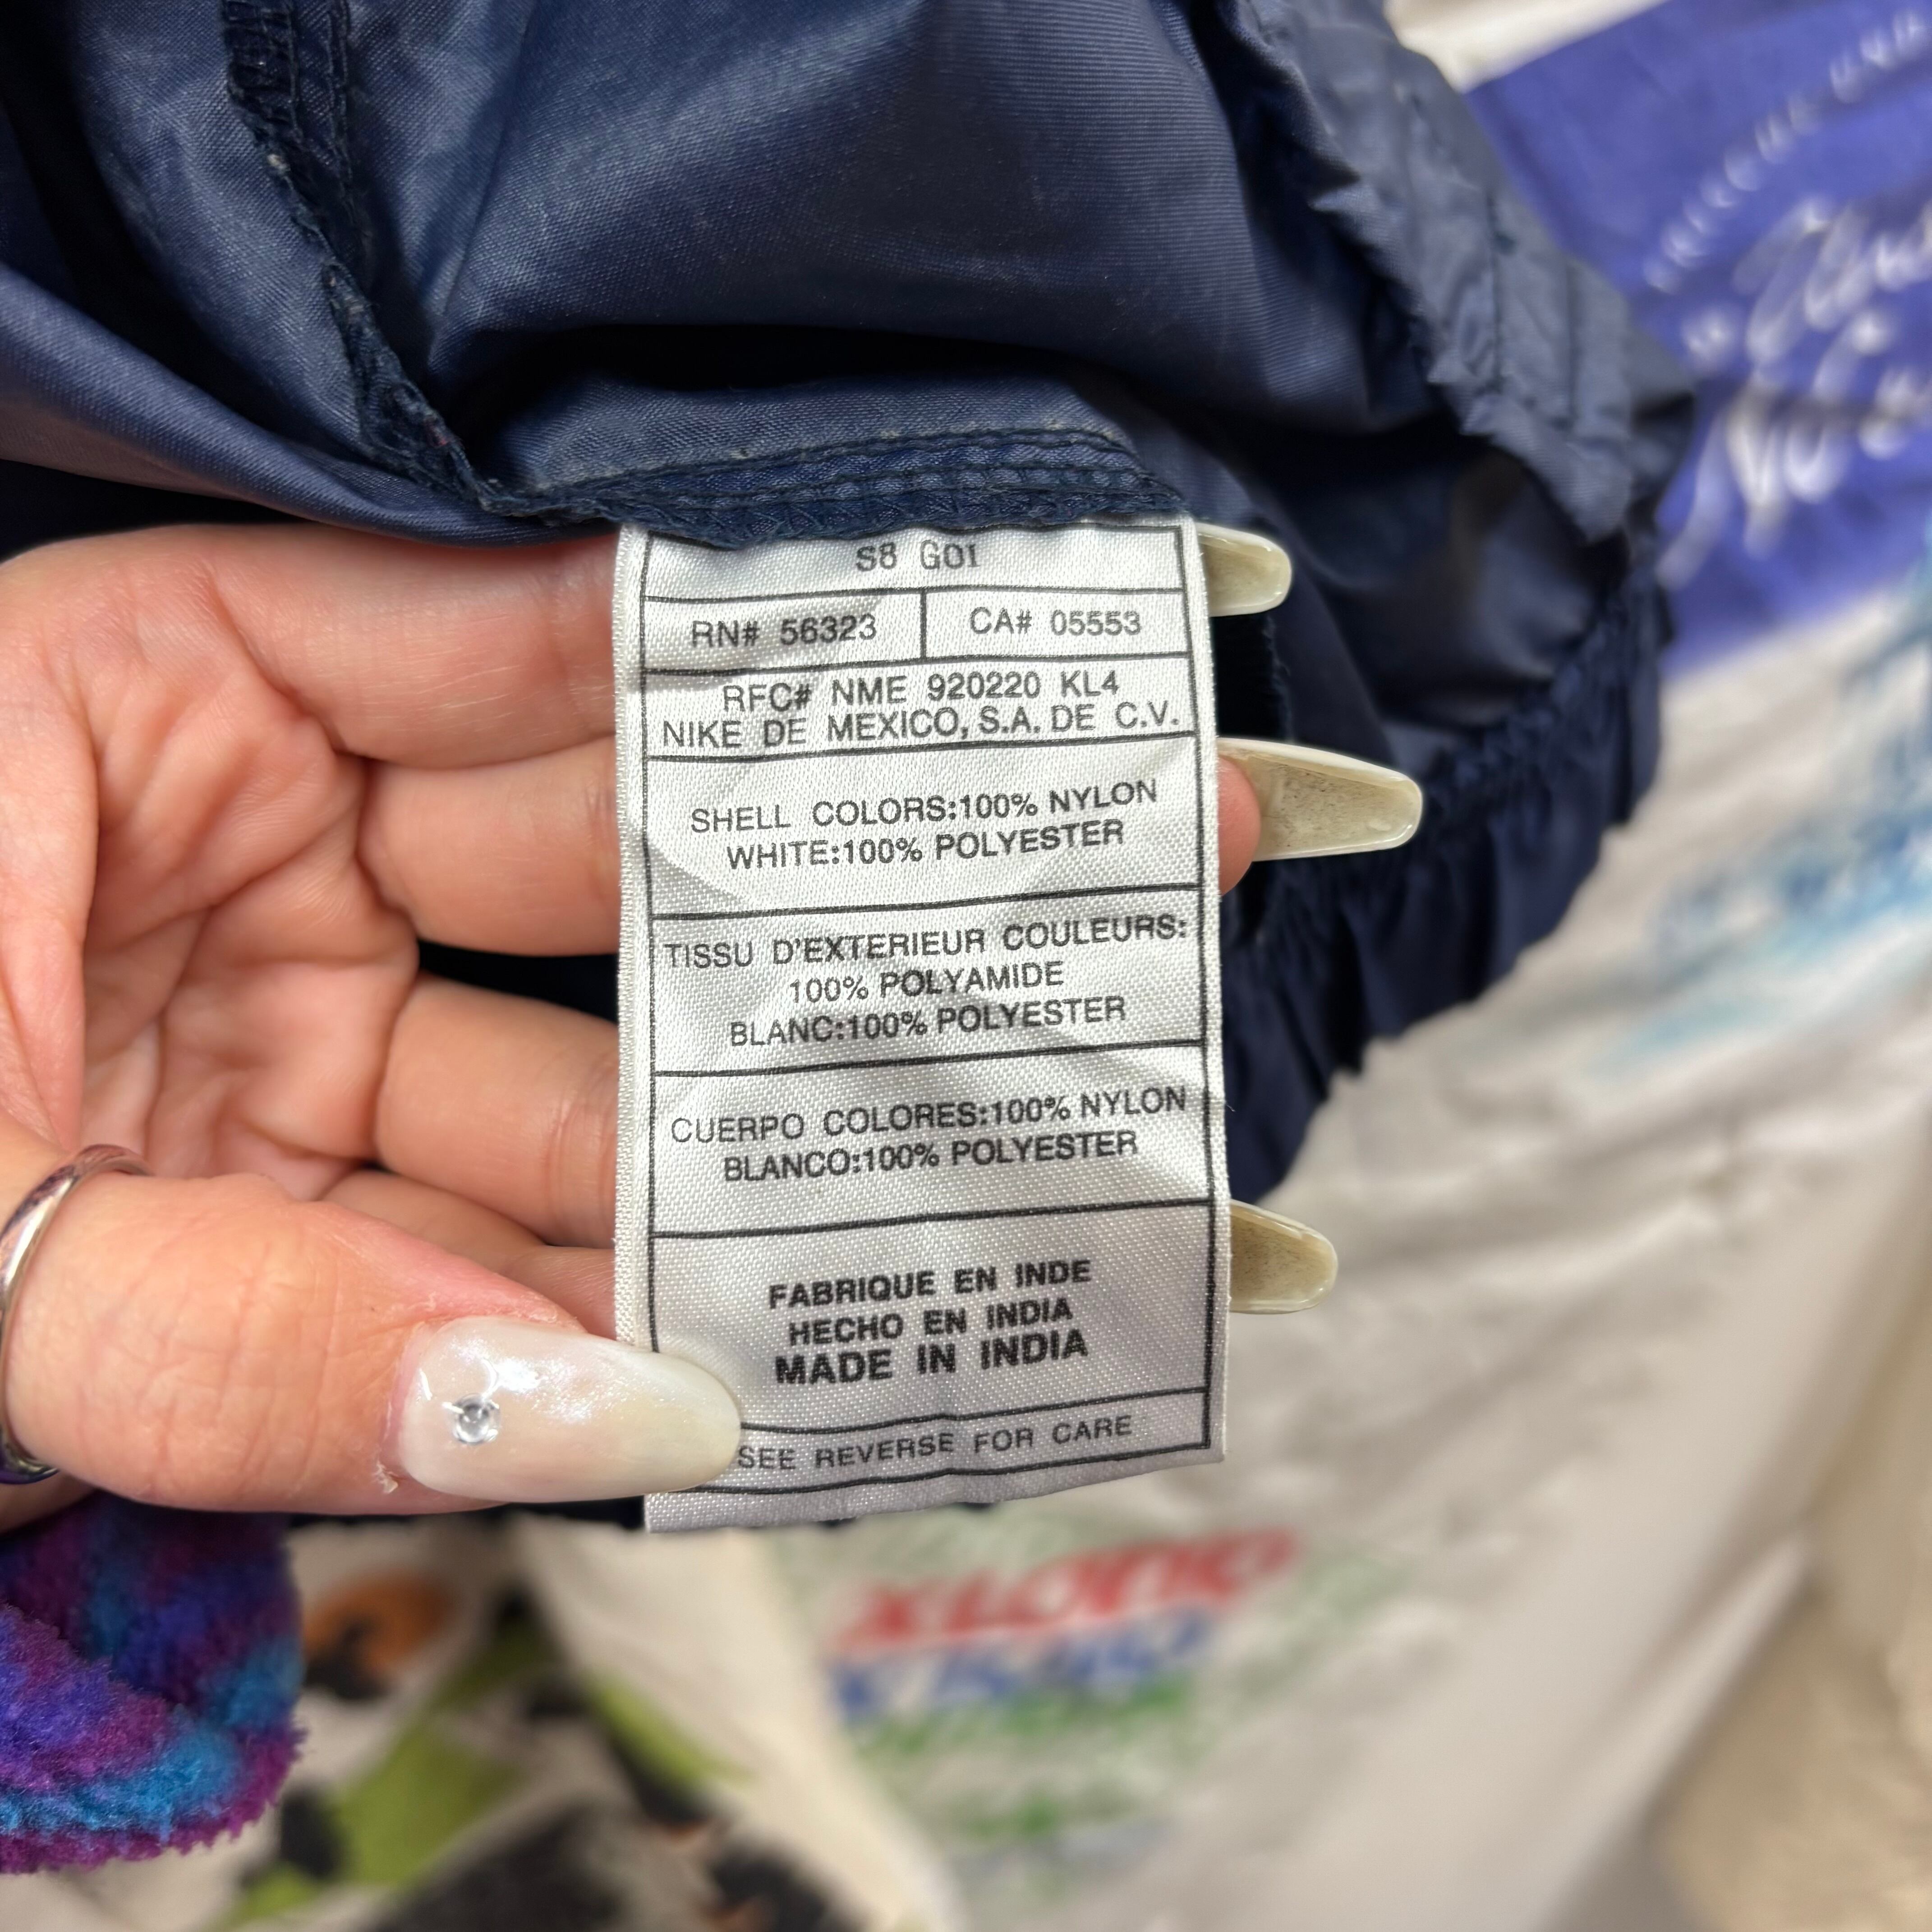 S8 G01
RN# 56323
CA# 05553
RFC# NME 920220 KL4
NIKE DE MEXICO, S.A. DE C.V.
SHELL COLORS:100% NYLON
WHITE:100% POLYESTER
TISSU D'EXTERIEUR COULEURS:
100% POLYAMIDE
BLANC:100% POLYESTER
CUERPO COLORES:100% NYLON
BLANCO:100% POLYESTER
FABRIQUE EN INDE
HECHO EN INDIA
MADE IN INDIA
SEE REVERSE FOR CARE